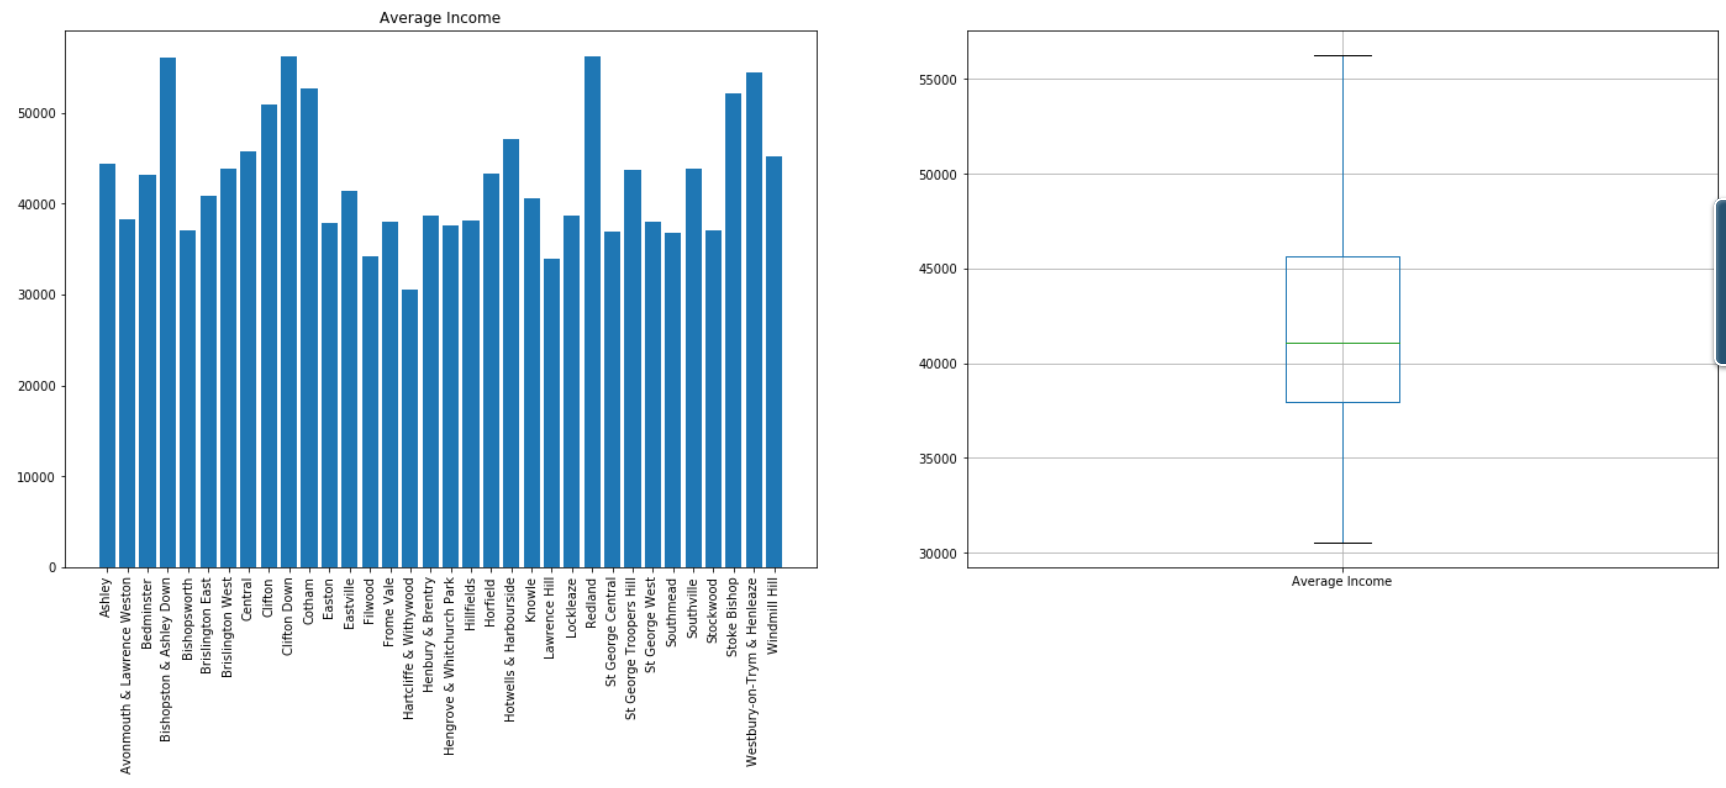 Average Income
50000
40000
30000
20000
10000
0
Ashley
Avonmouth & Lawrence Weston
Bedminster
Bishopston & Ashley Down
Bishopsworth
Brislington East
Brislington West
Central
Clifton
Clifton Down
Cotham
Easton
Eastville
Filwood
Frome Vale
Hartcliffe & Withywood
Henbury & Brentry
Hengrove & Whitchurch Park
Hillfields
Horfield
Hotwells & Harbourside
Knowle
Lawrence Hill
Lockleaze
Redland
St George Central
St George Troopers Hill
St George West
Southmead
Southville
Stockwood
Stoke Bishop
Westbury-on-Trym & Henleaze
Windmill Hill
55000
50000
45000
40000
35000
30000
Average Income